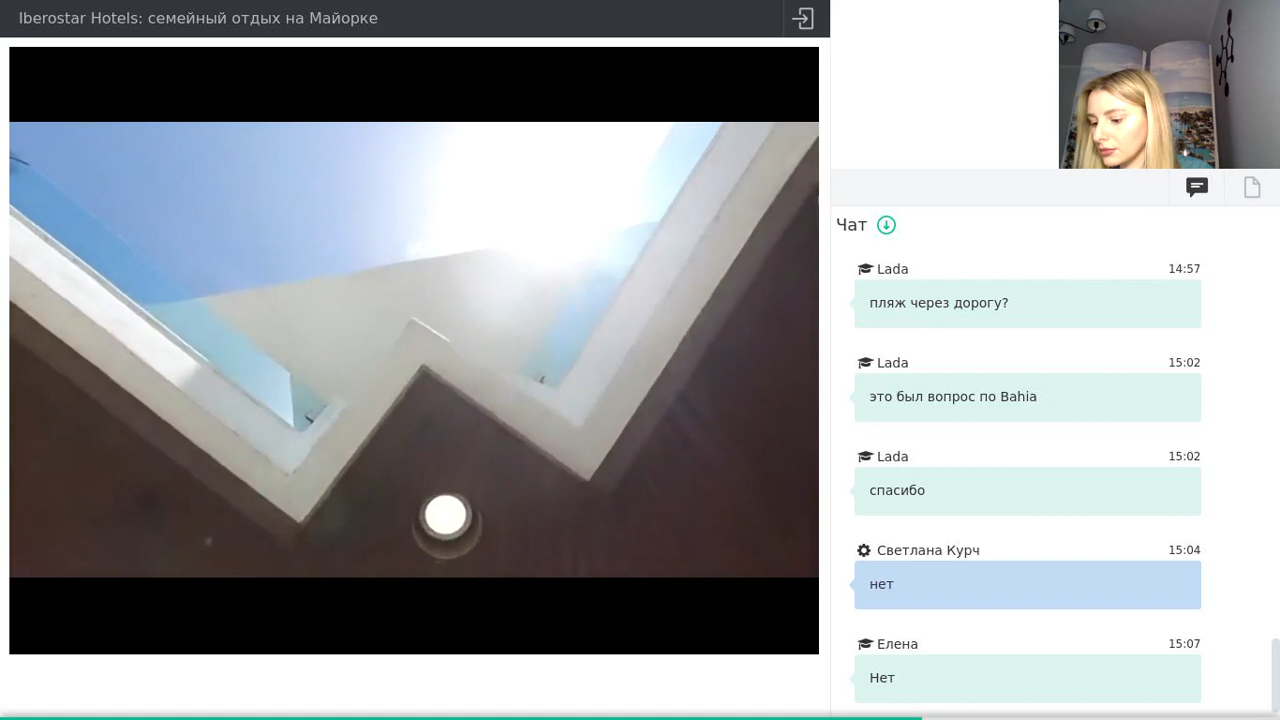 Iberostar Hotels: семейный отдых на Майорке
Чат
Lada 14:57
пляж через дорогу?
Lada 15:02
это был вопрос по Bahia
Lada 15:02
спасибо
Светлана Курч 15:04
нет
Елена 15:07
Нет